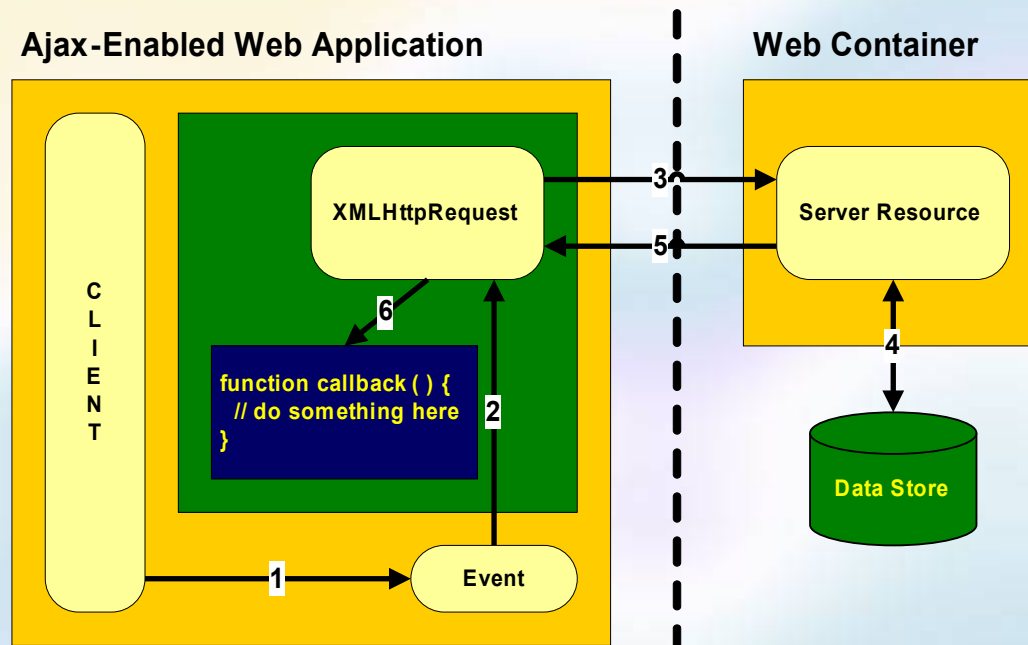 Ajax-Enabled Web Application
Web Container
XMLHttpRequest
3
Server Resource
5
CLIENT
6
4
function callback ( ) {
// do something here
}
2
Data Store
1
Event